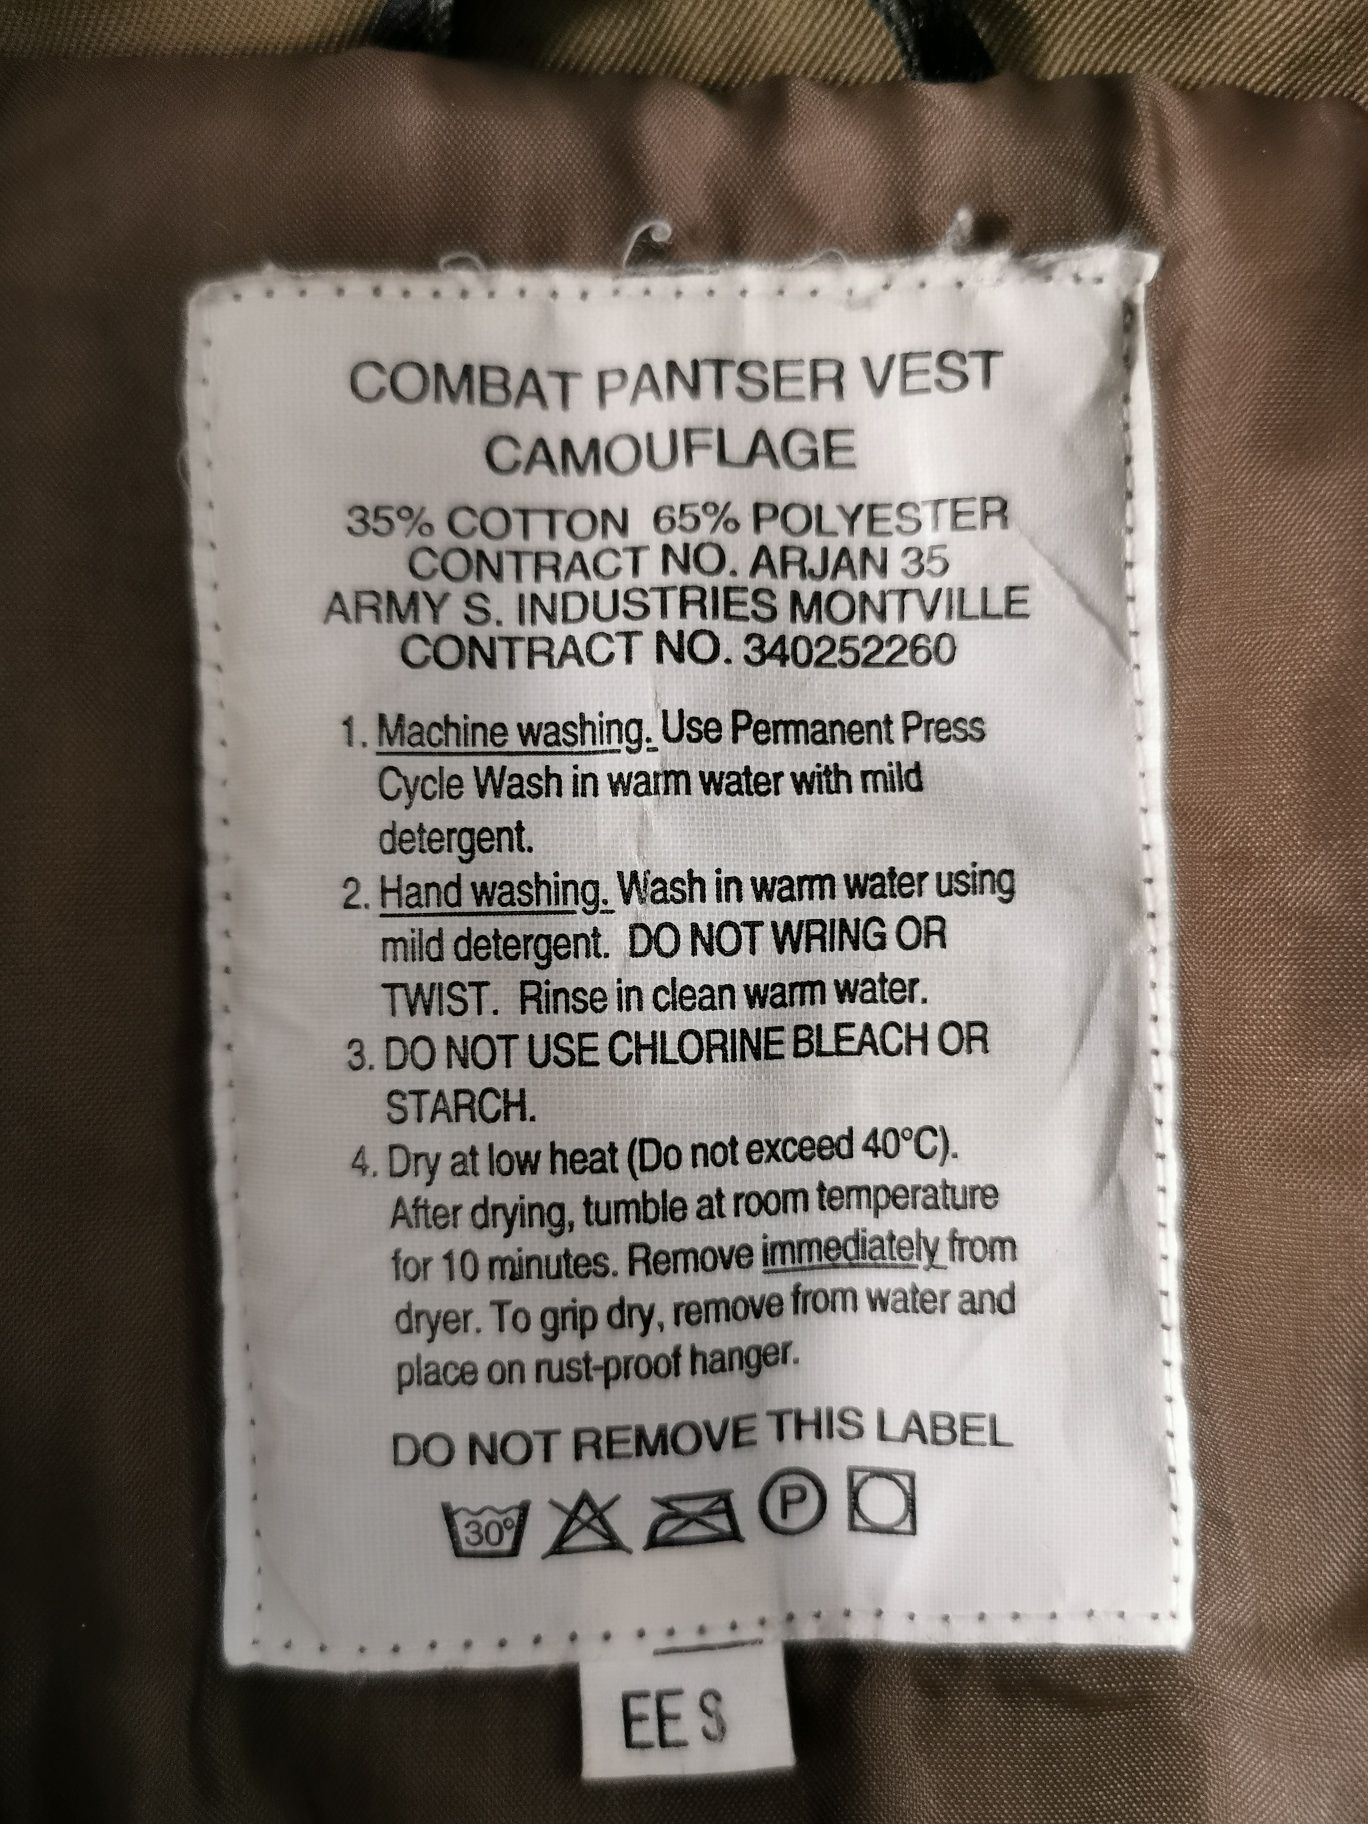 COMBAT PANTSER VEST
CAMOUFLAGE
35% COTTON 65% POLYESTER
CONTRACT NO. ARJAN 35
ARMY S. INDUSTRIES MONTVILLE
CONTRACT NO. 340252260
1. Machine washing. Use Permanent Press
Cycle Wash in warm water with mild
detergent.
2. Hand washing. Wash in warm water using
mild detergent. DO NOT WRING OR
TWIST. Rinse in clean warm water.
3. DO NOT USE CHLORINE BLEACH OR
STARCH.
4. Dry at low heat (Do not exceed 40°C).
After drying, tumble at room temperature
for 10 minutes. Remove immediately from
dryer. To grip dry, remove from water and
place on rust-proof hanger.
DO NOT REMOVE THIS LABEL
30° P
EE S